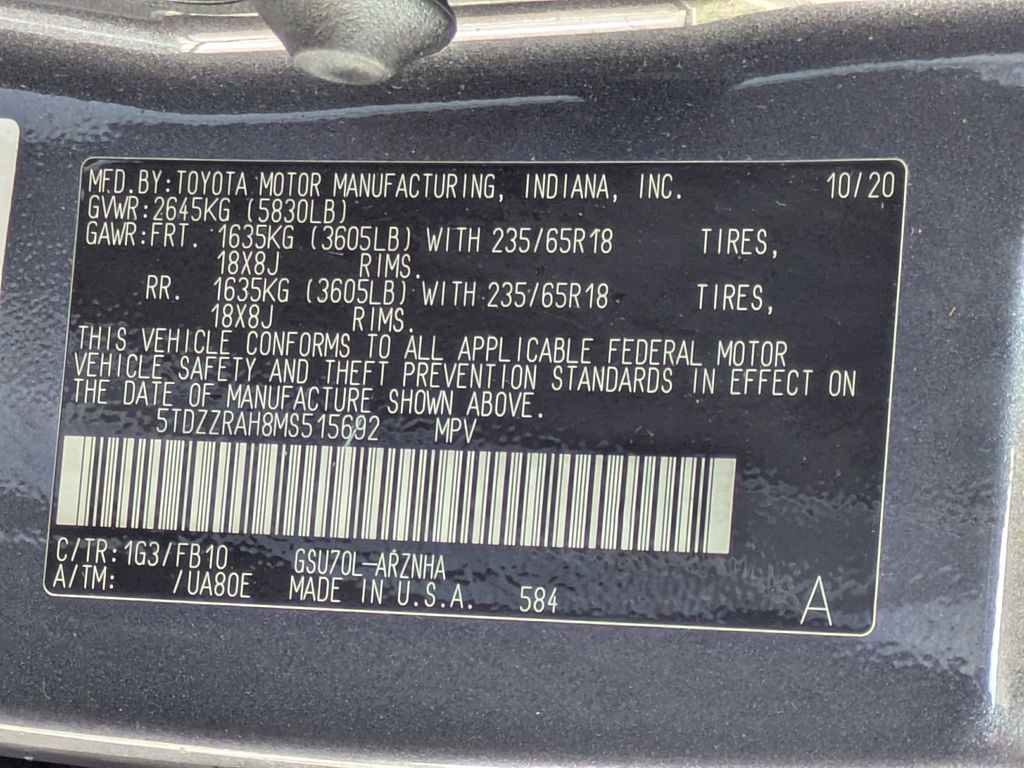 MFD.BY:TOYOTA MOTOR MANUFACTURING, INDIANA, INC. 10/20
GVWR:2645KG (5830LB)
GAWR:FRT. 1635KG (3605LB) WITH 235/65R18 TIRES,
18X8J RIMS.
RR. 1635KG (3605LB) WITH 235/65R18 TIRES,
18X8J RIMS.
THIS VEHICLE CONFORMS TO ALL APPLICABLE FEDERAL MOTOR
VEHICLE SAFETY AND THEFT PREVENTION STANDARDS IN EFFECT ON
THE DATE OF MANUFACTURE SHOWN ABOVE.
5TDZZRAH8MS515692 MPV
C/TR:1G3/FB10 GSU70L-ARZNHA
A/TM: /UA80E MADE IN U.S.A. 584 A